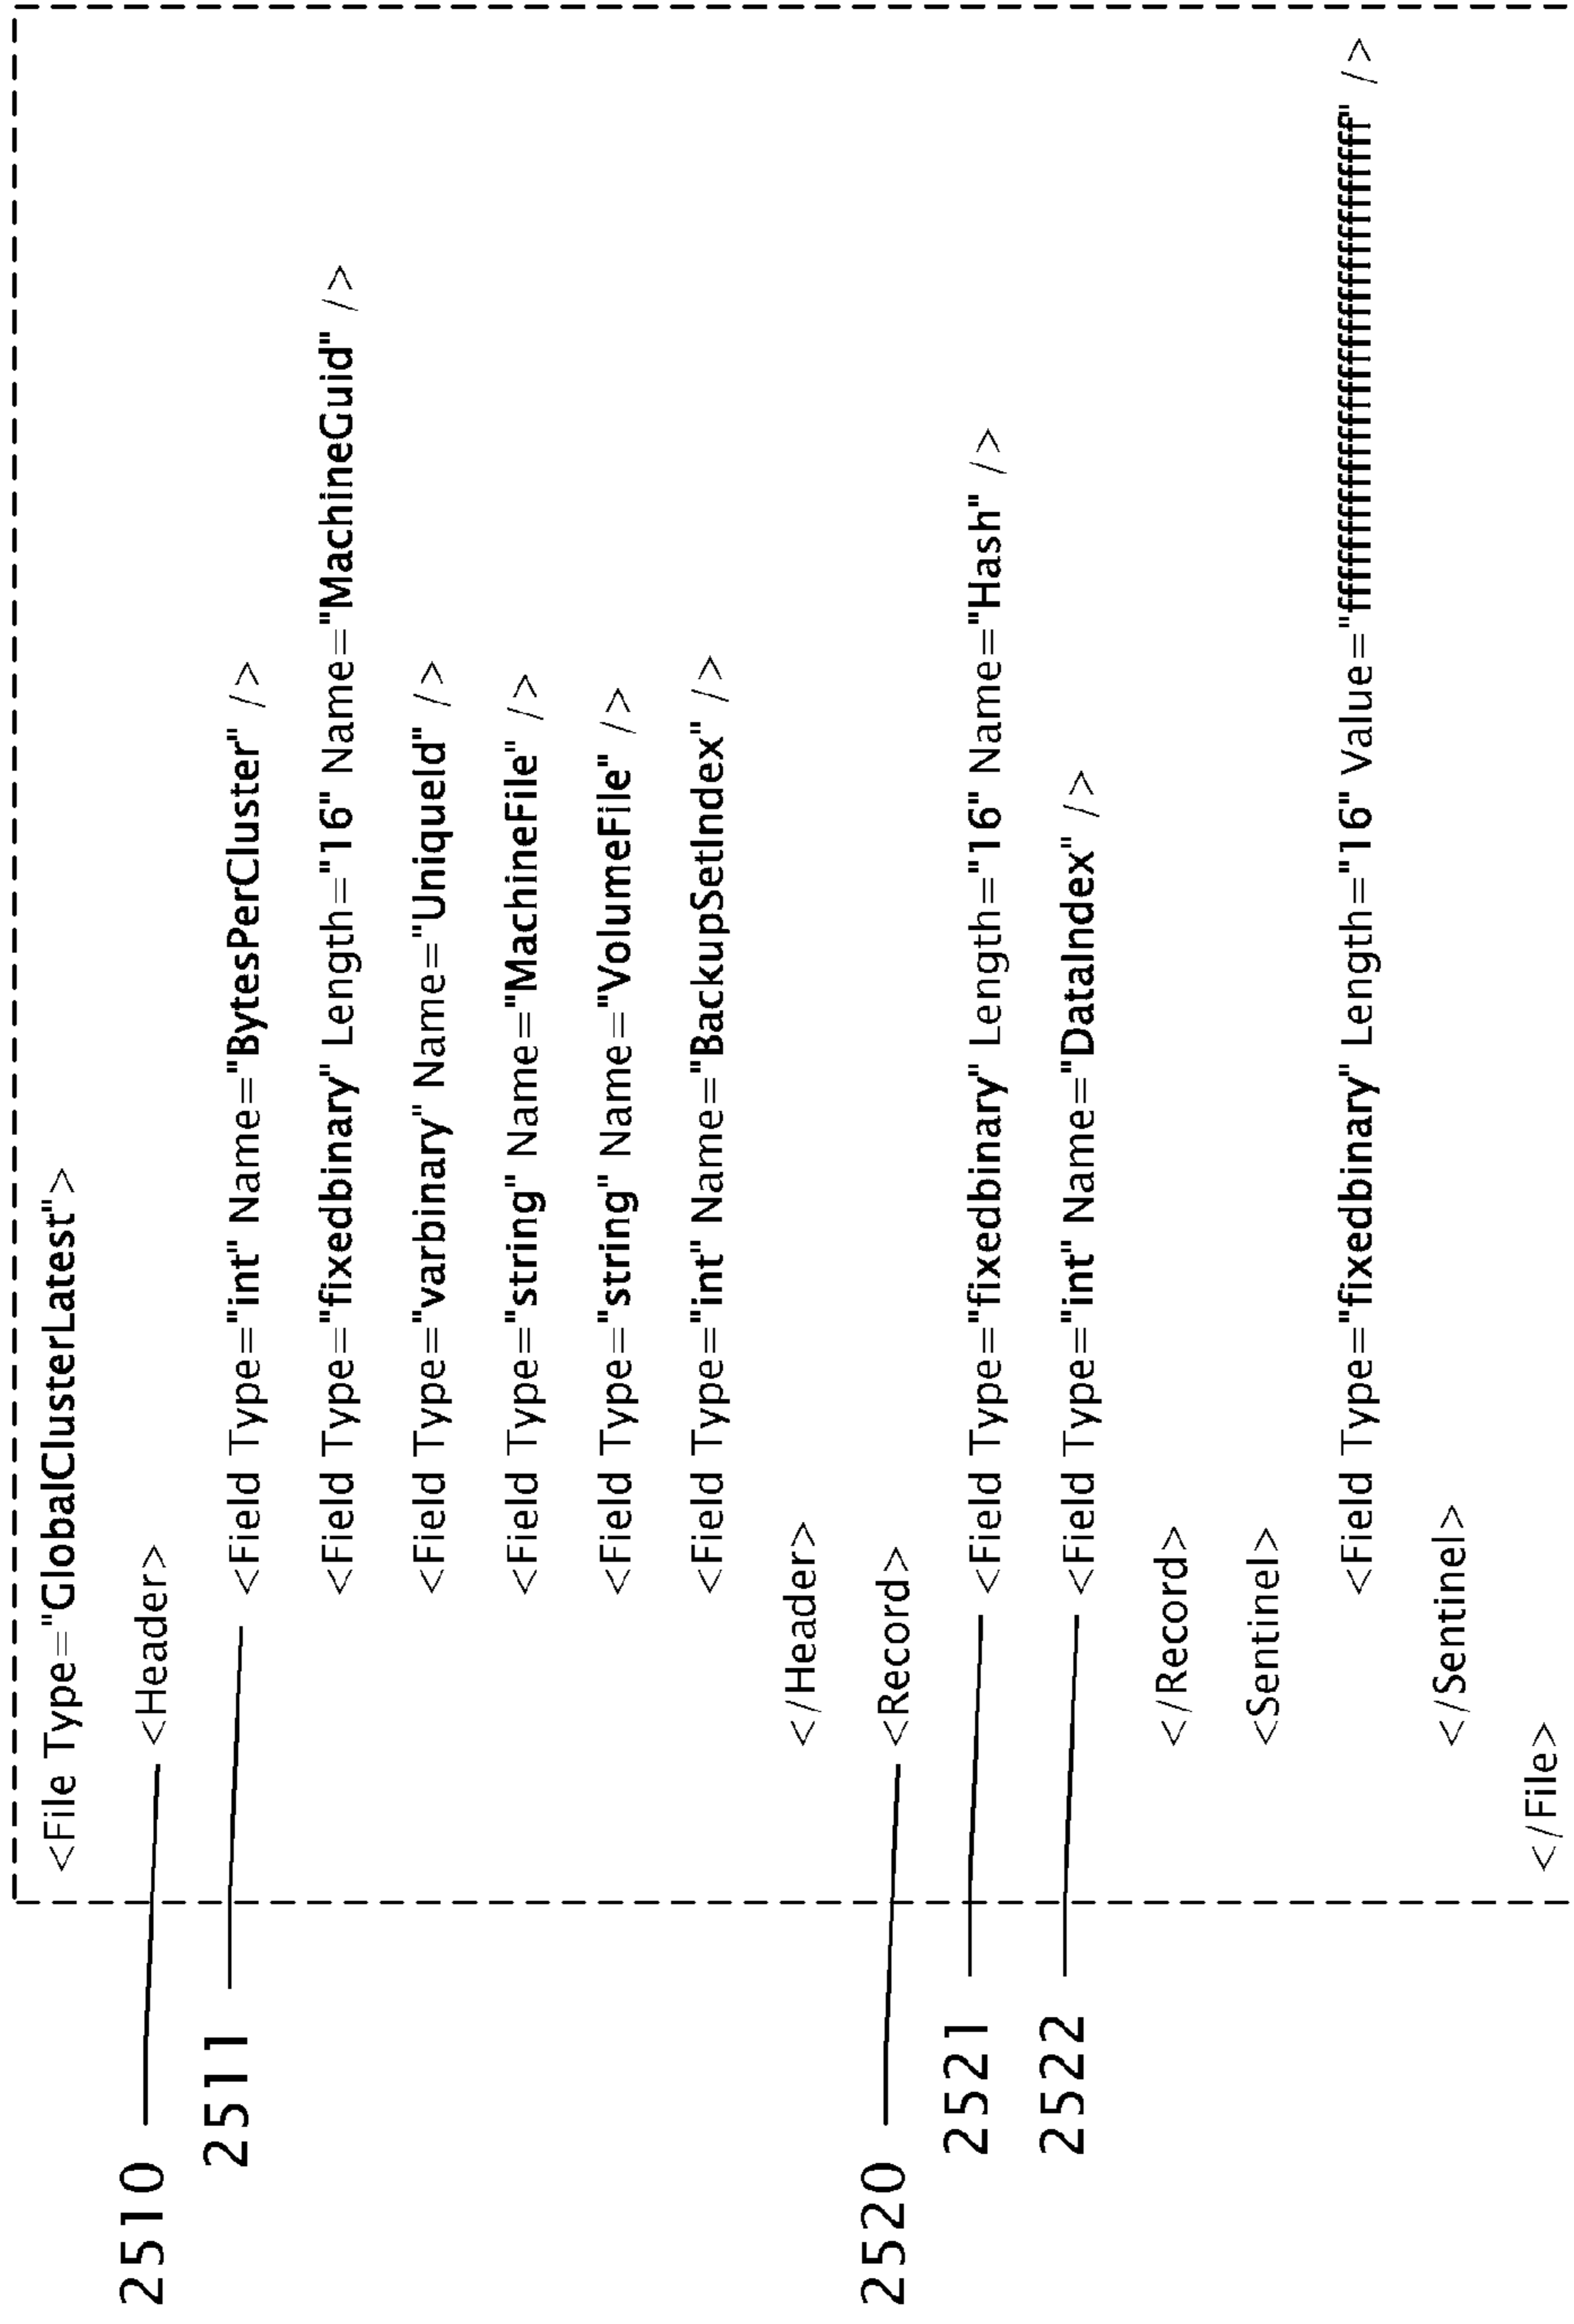 <File Type="GlobalClusterLatest">
2510 <Header>
2511 <Field Type="int" Name="BytesPerCluster" />
<Field Type="fixedbinary" Length="16" Name="MachineGuid" />
<Field Type="varbinary" Name="UniqueId" />
<Field Type="string" Name="MachineFile" />
<Field Type="string" Name="VolumeFile" />
<Field Type="int" Name="BackupSetIndex" />
</Header>
2520 <Record>
2521 <Field Type="fixedbinary" Length="16" Name="Hash" />
2522 <Field Type="int" Name="DataIndex" />
</Record>
<Sentinel>
<Field Type="fixedbinary" Length="16" Value="ffffffffffffffffffffffffffffffff" />
</Sentinel>
</File>